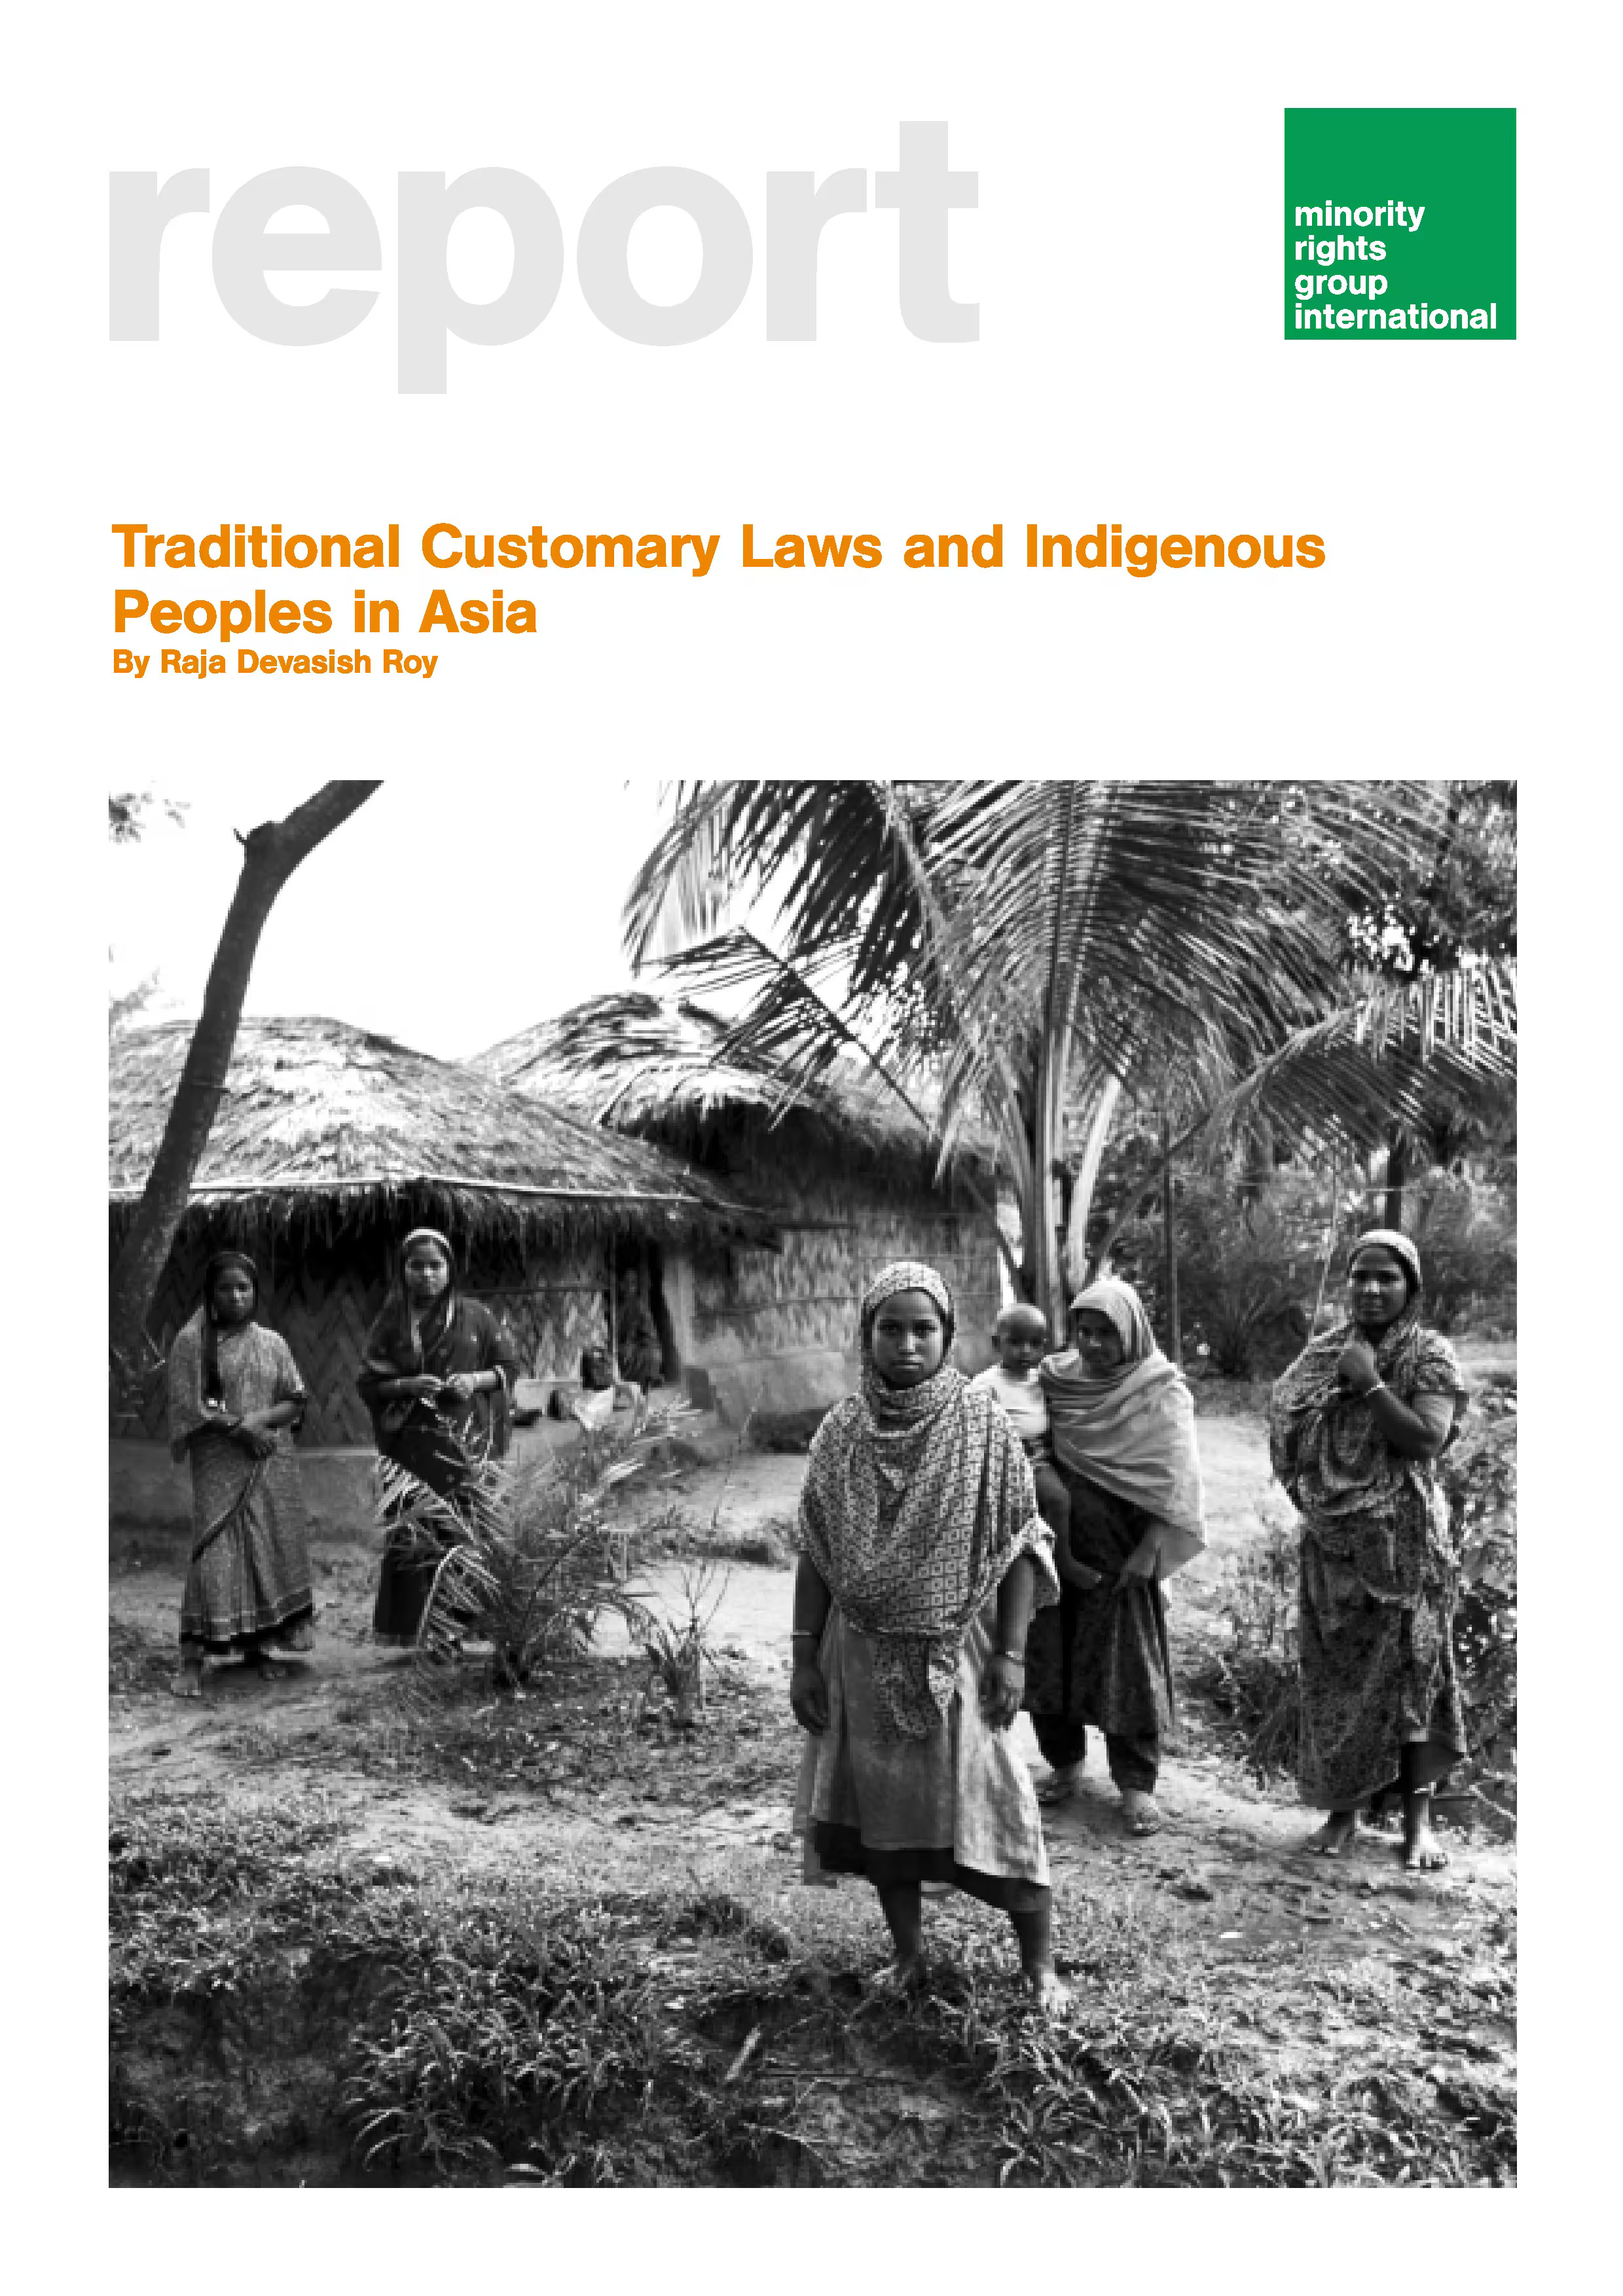 report
minority
rights
group
international
Traditional Customary Laws and Indigenous
Peoples in Asia
By Raja Devasish Roy